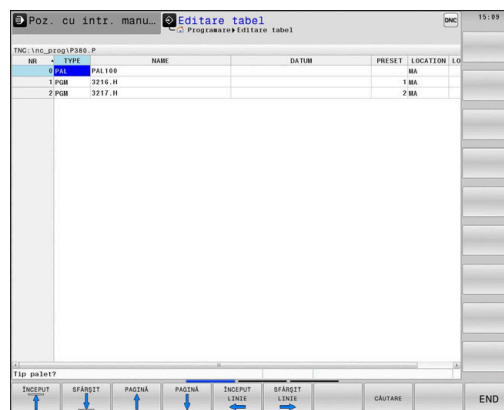 Poz. cu intr. manu… Editare tabel DNC 15:09
Programare Editare tabel
TNC:\nc_prog\P380.P
NR TYPE NAME DATUM PRESET LOCATION LO
0 PAL PAL100 MA
1 PGM 3216.H 1 MA
2 PGM 3217.H 2 MA
Tip palet?
ÎNCEPUT SFÂRŞIT PAGINĂ PAGINĂ ÎNCEPUT LINIE SFÂRŞIT LINIE CĂUTARE END